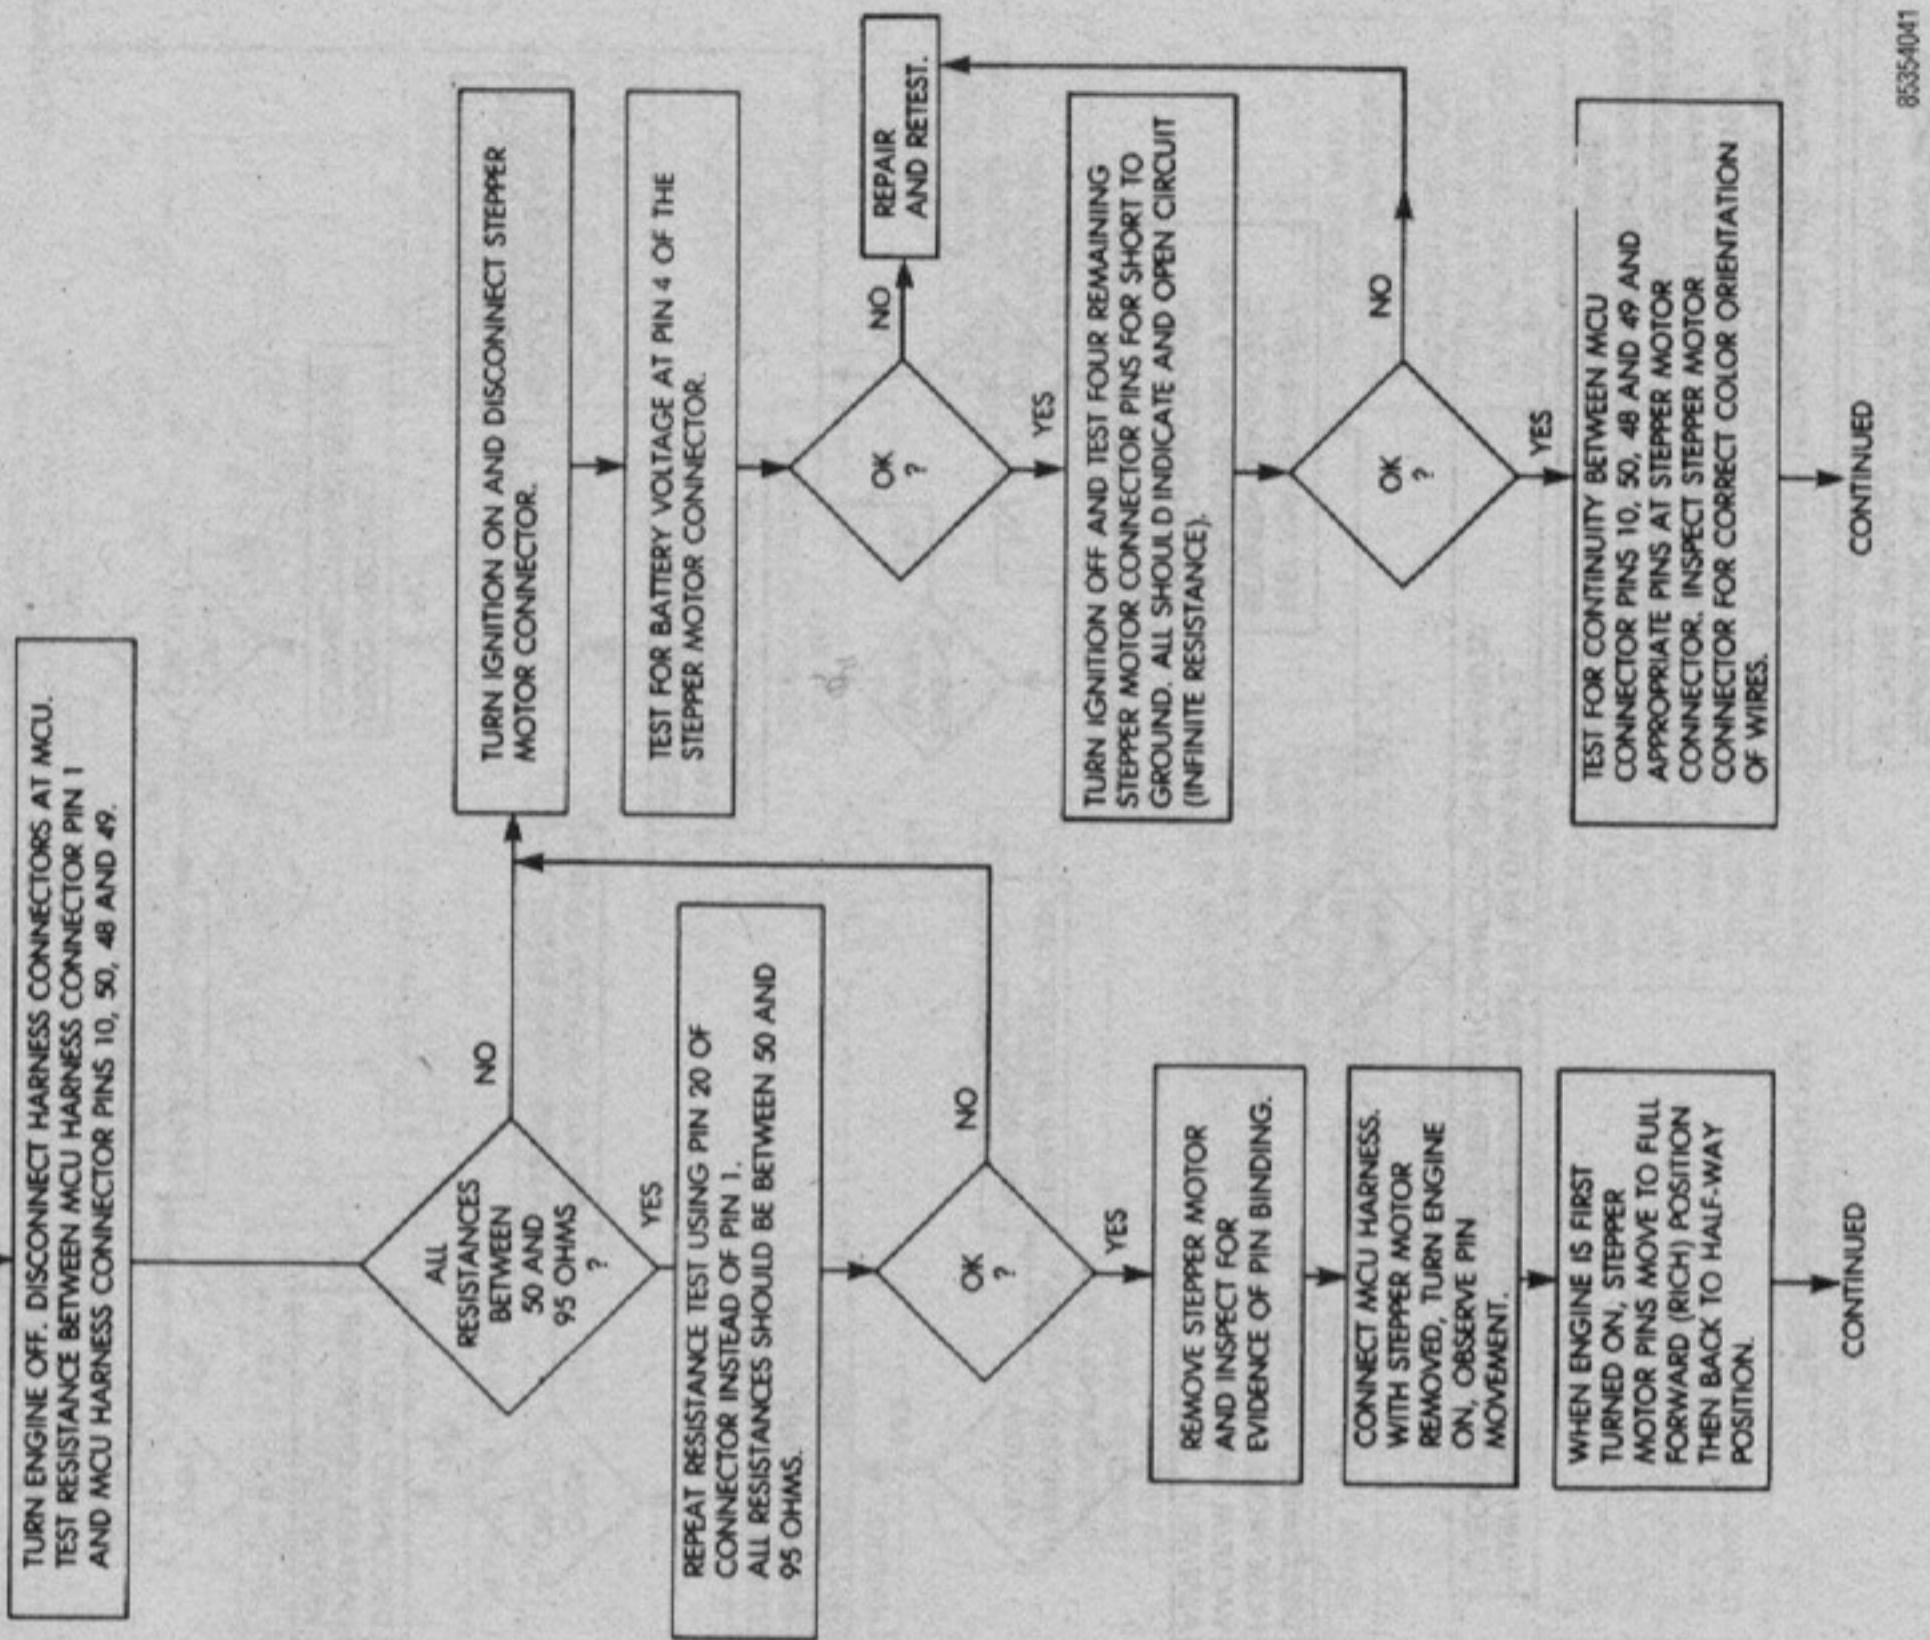 TURN ENGINE OFF. DISCONNECT HARNESS CONNECTORS AT MCU.
TEST RESISTANCE BETWEEN MCU HARNESS CONNECTOR PIN 1
AND MCU HARNESS CONNECTOR PINS 10, 50, 48 AND 49.
ALL
RESISTANCES
BETWEEN
50 AND
95 OHMS
?
NO
YES
REPEAT RESISTANCE TEST USING PIN 20 OF
CONNECTOR INSTEAD OF PIN 1.
ALL RESISTANCES SHOULD BE BETWEEN 50 AND
95 OHMS.
OK
?
NO
YES
REMOVE STEPPER MOTOR
AND INSPECT FOR
EVIDENCE OF PIN BINDING.
CONNECT MCU HARNESS.
WITH STEPPER MOTOR
REMOVED, TURN ENGINE
ON, OBSERVE PIN
MOVEMENT.
WHEN ENGINE IS FIRST
TURNED ON, STEPPER
MOTOR PINS MOVE TO FULL
FORWARD (RICH) POSITION
THEN BACK TO HALF-WAY
POSITION.
CONTINUED
TURN IGNITION ON AND DISCONNECT STEPPER
MOTOR CONNECTOR.
TEST FOR BATTERY VOLTAGE AT PIN 4 OF THE
STEPPER MOTOR CONNECTOR.
OK
?
NO
REPAIR
AND RETEST.
YES
TURN IGNITION OFF AND TEST FOUR REMAINING
STEPPER MOTOR CONNECTOR PINS FOR SHORT TO
GROUND. ALL SHOULD INDICATE AND OPEN CIRCUIT
(INFINITE RESISTANCE).
OK
?
NO
YES
TEST FOR CONTINUITY BETWEEN MCU
CONNECTOR PINS 10, 50, 48 AND 49 AND
APPROPRIATE PINS AT STEPPER MOTOR
CONNECTOR. INSPECT STEPPER MOTOR
CONNECTOR FOR CORRECT COLOR ORIENTATION
OF WIRES.
CONTINUED
85354041